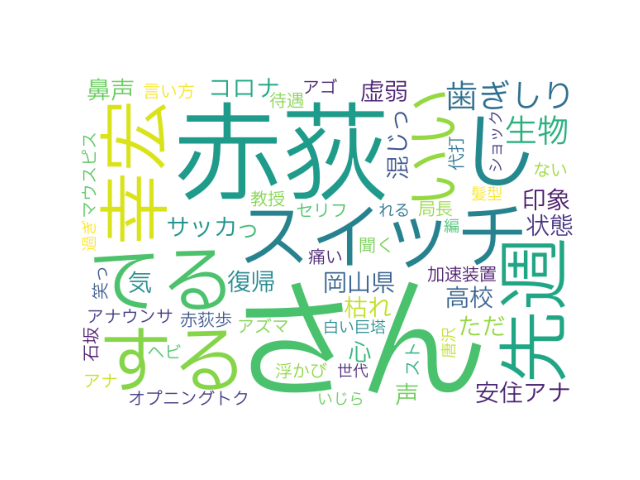 鼻声
言い方
コロナ
アゴ
待遇
虚弱
歯ぎしり
幸宏
赤荻
混じっ
いい
し
代打
ショック
生物
マウスピス
過ぎ
教授
セリフ
れる
局長
髪型
ない
印象
サッカ
っ
スイッチ
編
状態
てる
気
復帰
痛い
聞く
先週
笑っ
岡山県
加速装置
アナウンサ
赤荻歩
アズマ
さん
枯れ
高校
白い巨塔
ただ
石坂
する
ヘビ
心
スト
唐沢
アナ
浮かび
世代
オプニングトク
いじら
声
安住アナ